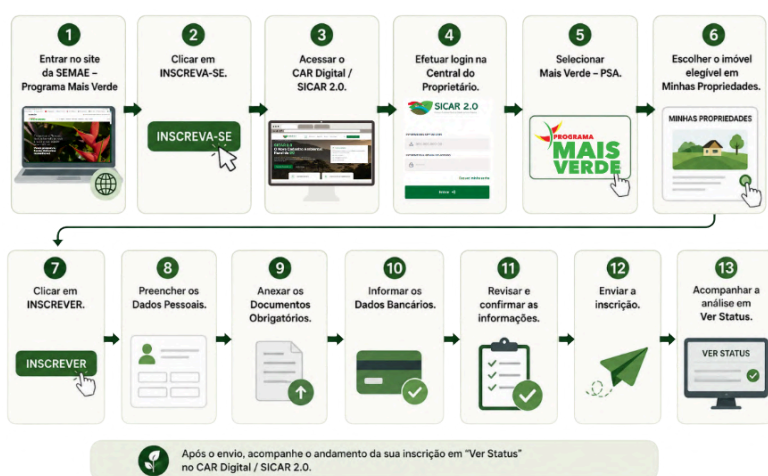 1
Entrar no site
da SEMAE –
Programa Mais Verde
2
Clicar em
INSCREVA-SE.
INSCREVA-SE
3
Acessar o
CAR Digital /
SICAR 2.0.
4
Efetuar login na
Central do
Proprietário.
SICAR 2.0
5
Selecionar
Mais Verde – PSA.
PROGRAMA
MAIS
VERDE
6
Escolher o imóvel
elegível em
Minhas Propriedades.
MINHAS PROPRIEDADES
7
Clicar em
INSCREVER.
INSCREVER
8
Preencher os
Dados Pessoais.
9
Anexar os
Documentos
Obrigatórios.
10
Informar os
Dados Bancários.
11
Revisar e
confirmar as
informações.
12
Enviar a
inscrição.
13
Acompanhar a
análise em
Ver Status.
VER STATUS
Após o envio, acompanhe o andamento da sua inscrição em "Ver Status"
no CAR Digital / SICAR 2.0.